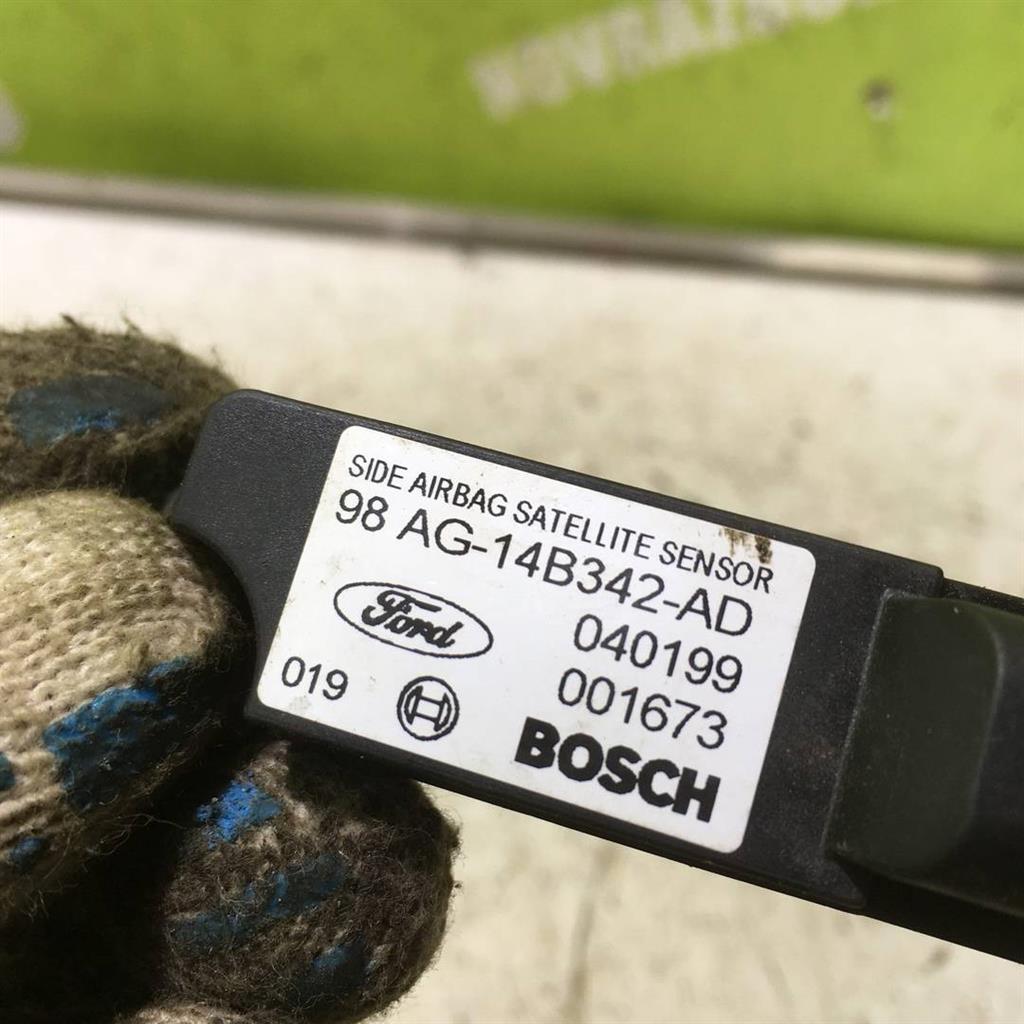 SIDE AIRBAG SATELLITE SENSOR
98 AG-14B342-AD
Ford
040199
019
001673
BOSCH